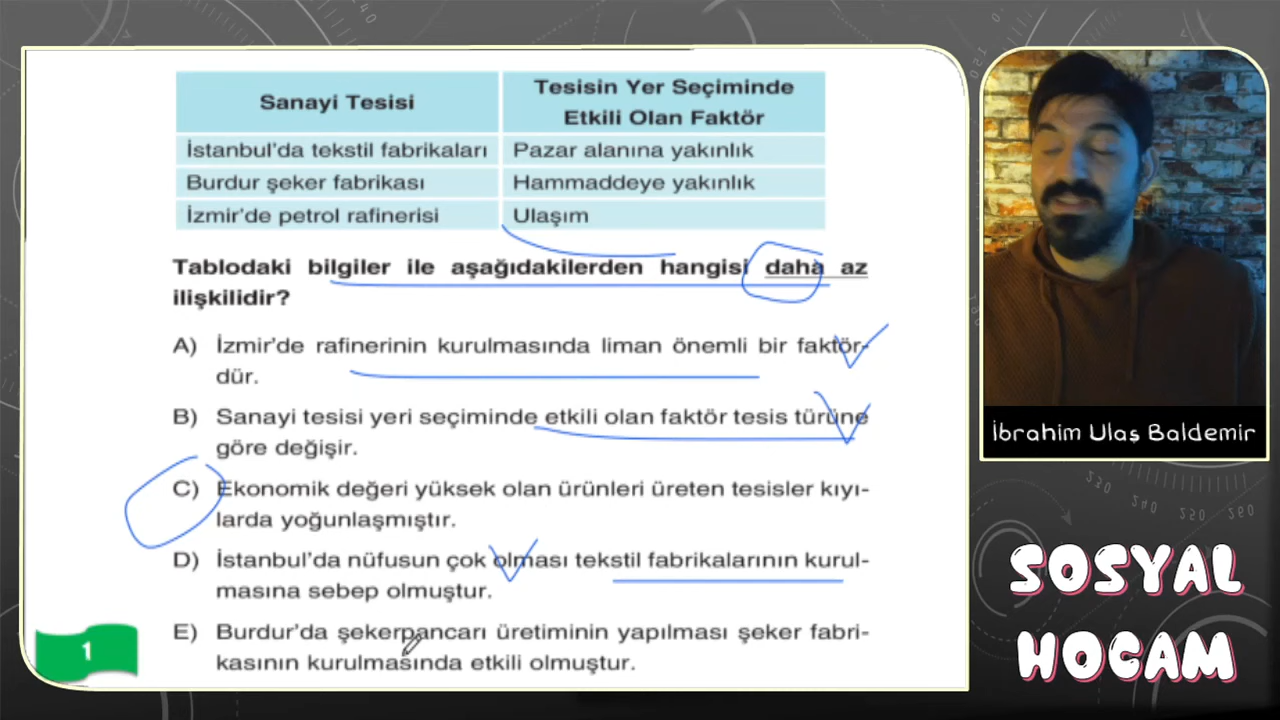 Sanayi Tesisi
Tesisin Yer Seçiminde
Etkili Olan Faktör
İstanbul'da tekstil fabrikaları Pazar alanına yakınlık
Burdur şeker fabrikası Hammaddeye yakınlık
İzmir'de petrol rafinerisi Ulaşım
Tablodaki bilgiler ile aşağıdakilerden hangisi daha az
ilişkilidir?
A) İzmir'de rafinerinin kurulmasında liman önemli bir faktör-
dür.
B) Sanayi tesisi yeri seçiminde etkili olan faktör tesis türüne
göre değişir.
C) Ekonomik değeri yüksek olan ürünleri üreten tesisler kıyı-
larda yoğunlaşmıştır.
D) İstanbul'da nüfusun çok olması tekstil fabrikalarının kurul-
masına sebep olmuştur.
E) Burdur'da şekerpancarı üretiminin yapılması şeker fabri-
kasının kurulmasında etkili olmuştur.
1
İbrahim Ulaş Baldemir
SOSYAL
HOCAM
230 240 250 260